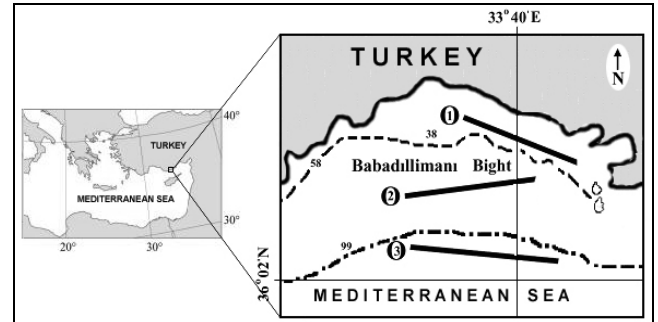 40°
TURKEY
MEDITERRANEAN SEA
30°
20°
30°
33° 40' E
TURKEY
N
1
38
58
Babadıllimanı Bight
2
99
3
36° 02' N
MEDITERRANEAN SEA